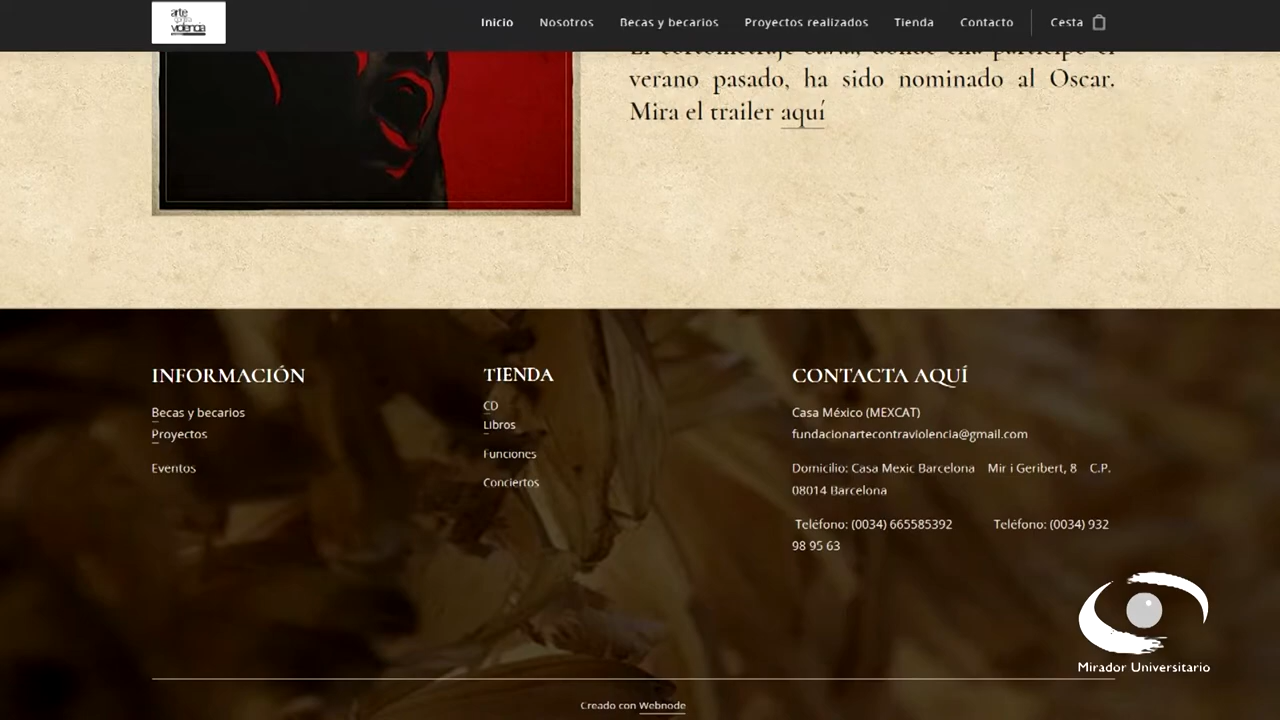 arte
contra
violencia
Inicio Nosotros Becas y becarios Proyectos realizados Tienda Contacto Cesta
verano pasado, ha sido nominado al Oscar.
Mira el trailer aquí
INFORMACIÓN
Becas y becarios
Proyectos
Eventos
TIENDA
CD
Libros
Funciones
Conciertos
CONTACTA AQUÍ
Casa México (MEXCAT)
fundacionartecontraviolencia@gmail.com
Domicilio: Casa Mexic Barcelona Mir i Geribert, 8 C.P.
08014 Barcelona
Teléfono: (0034) 665585392 Teléfono: (0034) 932
98 95 63
Mirador Universitario
Creado con Webnode